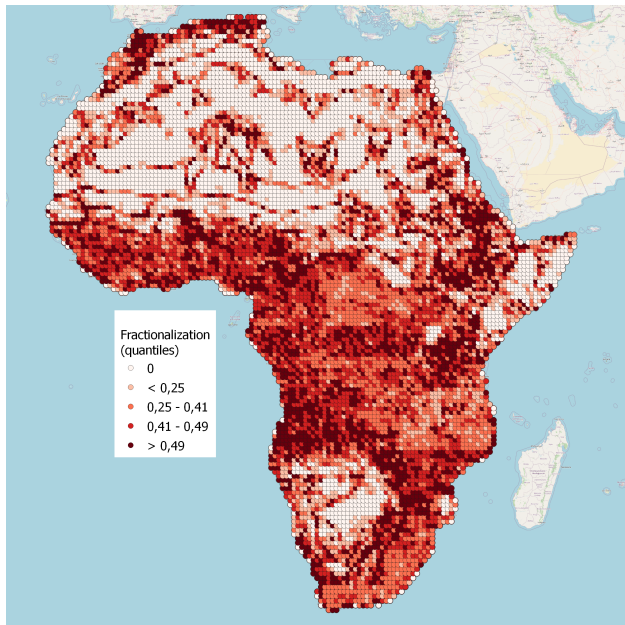 Fractionalization
(quantiles)
0
< 0,25
0,25 - 0,41
0,41 - 0,49
> 0,49